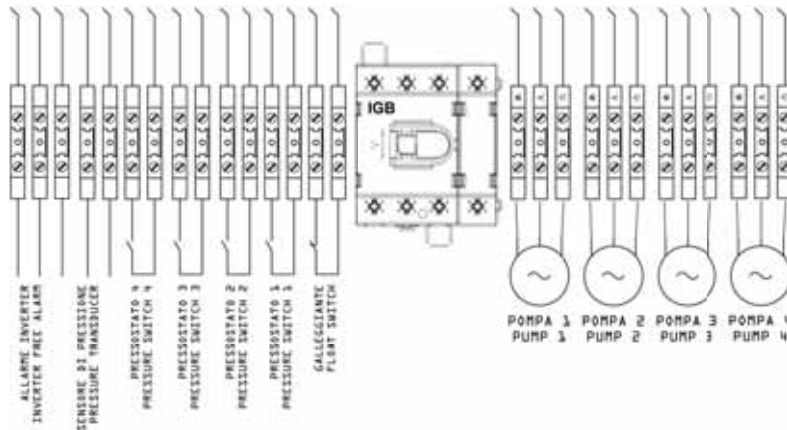 IGB
ALLARME INVERTER
INVERTER FREE ALARM
SENSORE DI PRESSIONE
PRESSURE TRANSDUCER
PRESSOSTATO 4
PRESSURE SWITCH 4
PRESSOSTATO 3
PRESSURE SWITCH 3
PRESSOSTATO 2
PRESSURE SWITCH 2
PRESSOSTATO 1
PRESSURE SWITCH 1
GALLEGGIANTE
FLOAT SWITCH
POMPA 1
PUMP 1
POMPA 2
PUMP 2
POMPA 3
PUMP 3
POMPA 4
PUMP 4